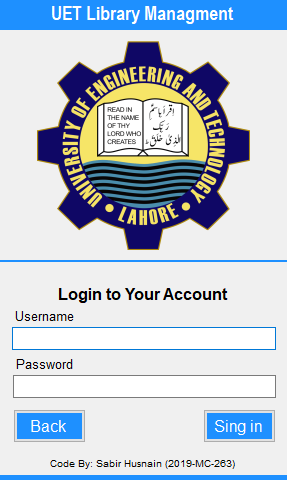 UET Library Managment
UNIVERSITY OF ENGINEERING AND TECHNOLOGY
READ IN
THE NAME
OF THY
LORD WHO
CREATES
اقرأ باسم
ربك
الذی خلق
• LAHORE •
Login to Your Account
Username
Password
Back
Sing in
Code By: Sabir Husnain (2019-MC-263)